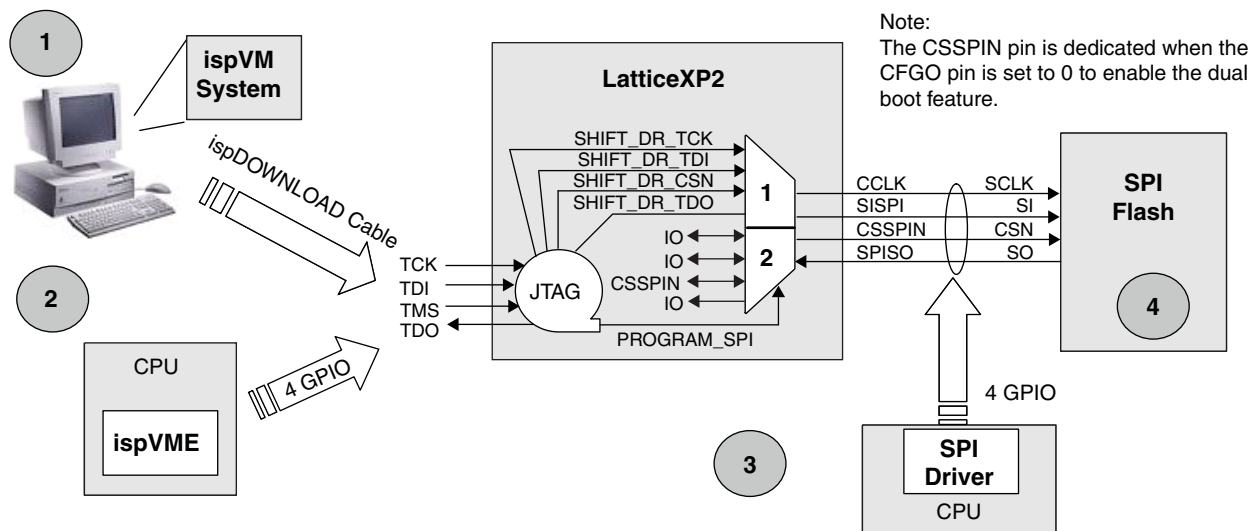 1
ispVM
System
ispDOWNLOAD Cable
2
CPU
ispVME
4 GPIO
TCK
TDI
TMS
TDO
LatticeXP2
SHIFT_DR_TCK
SHIFT_DR_TDI
SHIFT_DR_CSN
SHIFT_DR_TDO
JTAG
IO
IO
CSSPIN
IO
1
2
PROGRAM_SPI
Note:
The CSSPIN pin is dedicated when the
CFGO pin is set to 0 to enable the dual
boot feature.
CCLK SCLK
SISPI SI
CSSPIN CSN
SPISO SO
SPI
Flash
4
4 GPIO
3
SPI
Driver
CPU